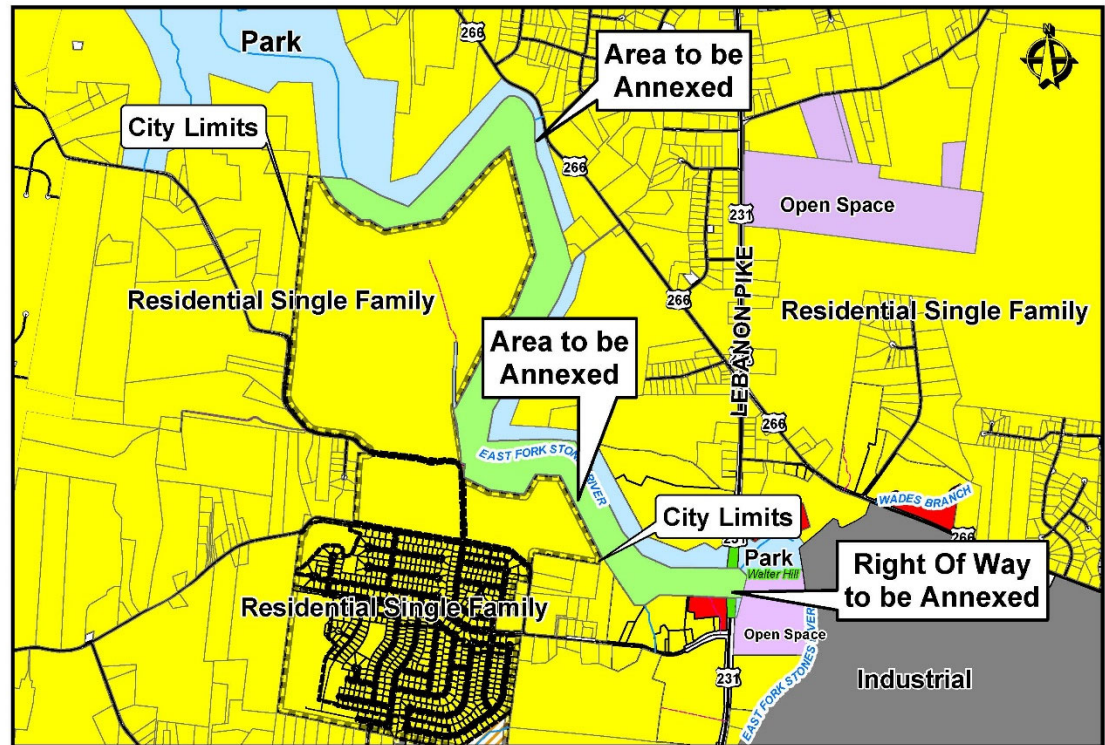 266
Park
Area to be
Annexed
City Limits
266
266
Open Space
231
LEBANON PIKE
Residential Single Family
266
Residential Single Family
Area to be
Annexed
231
266
EAST FORK STONES RIVER
City Limits
WADES BRANCH
231
266
Park
Walter Hill
Right Of Way
to be Annexed
Residential Single Family
Open Space
EAST FORK STONES RIVER
Industrial
231